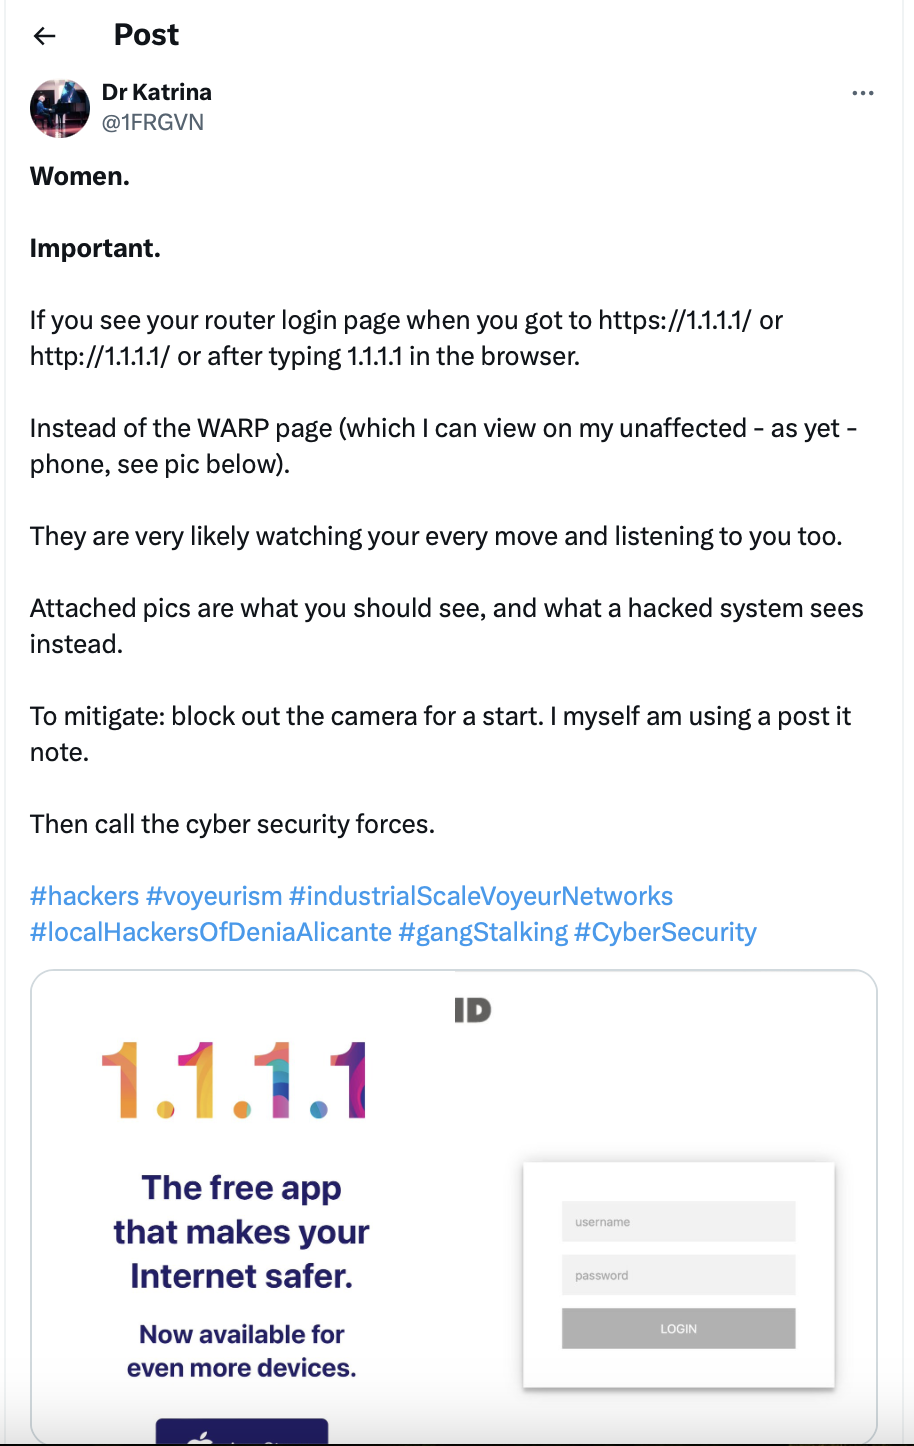 Post
Dr Katrina
@1FRGVN
Women.
Important.
If you see your router login page when you got to https://1.1.1.1/ or
http://1.1.1.1/ or after typing 1.1.1.1 in the browser.
Instead of the WARP page (which I can view on my unaffected - as yet -
phone, see pic below).
They are very likely watching your every move and listening to you too.
Attached pics are what you should see, and what a hacked system sees
instead.
To mitigate: block out the camera for a start. I myself am using a post it
note.
Then call the cyber security forces.
#hackers #voyeurism #industrialScaleVoyeurNetworks
#localHackersOfDeniaAlicante #gangStalking #CyberSecurity
1.1.1.1
The free app
that makes your
Internet safer.
Now available for
even more devices.
ID
username
password
LOGIN